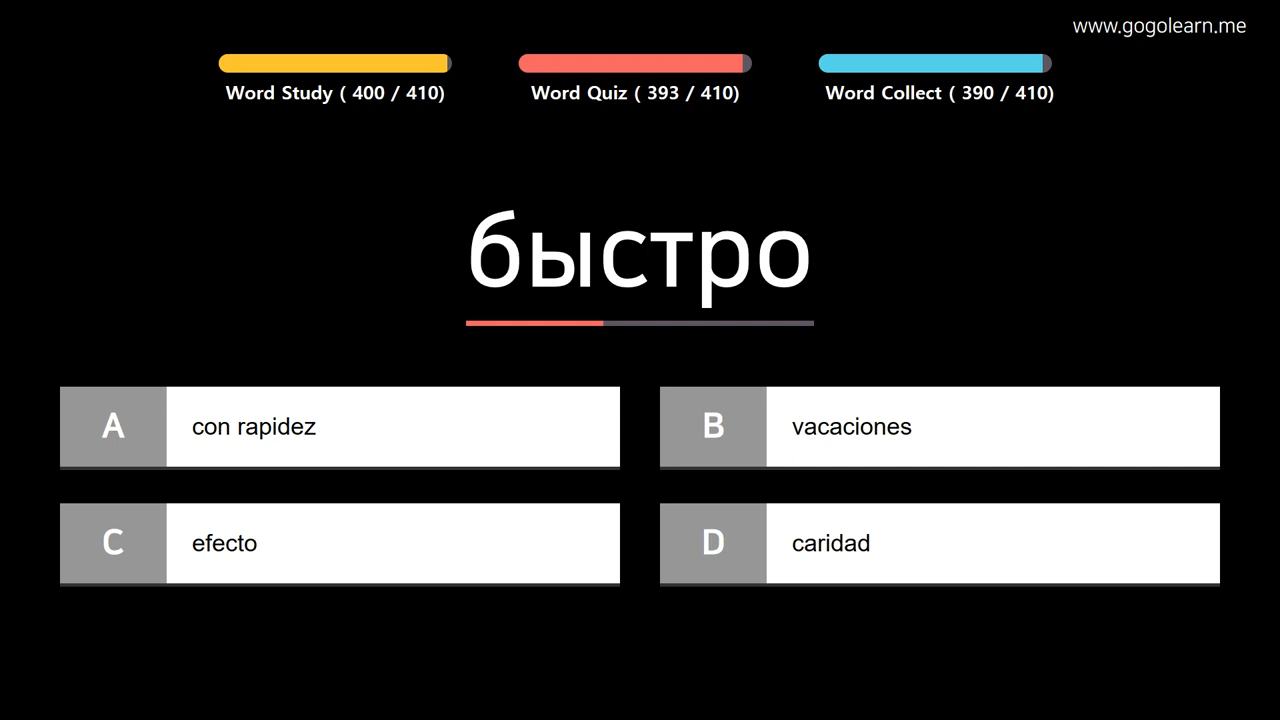 www.gogolearn.me
Word Study ( 400 / 410)
Word Quiz ( 393 / 410)
Word Collect ( 390 / 410)
быстро
A con rapidez
B vacaciones
C efecto
D caridad